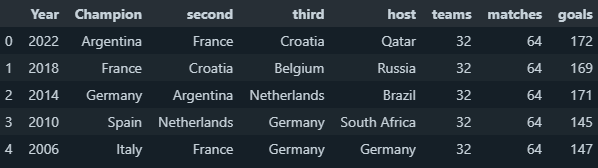 Year Champion second third host teams matches goals
0 2022 Argentina France Croatia Qatar 32 64 172
1 2018 France Croatia Belgium Russia 32 64 169
2 2014 Germany Argentina Netherlands Brazil 32 64 171
3 2010 Spain Netherlands Germany South Africa 32 64 145
4 2006 Italy France Germany Germany 32 64 147